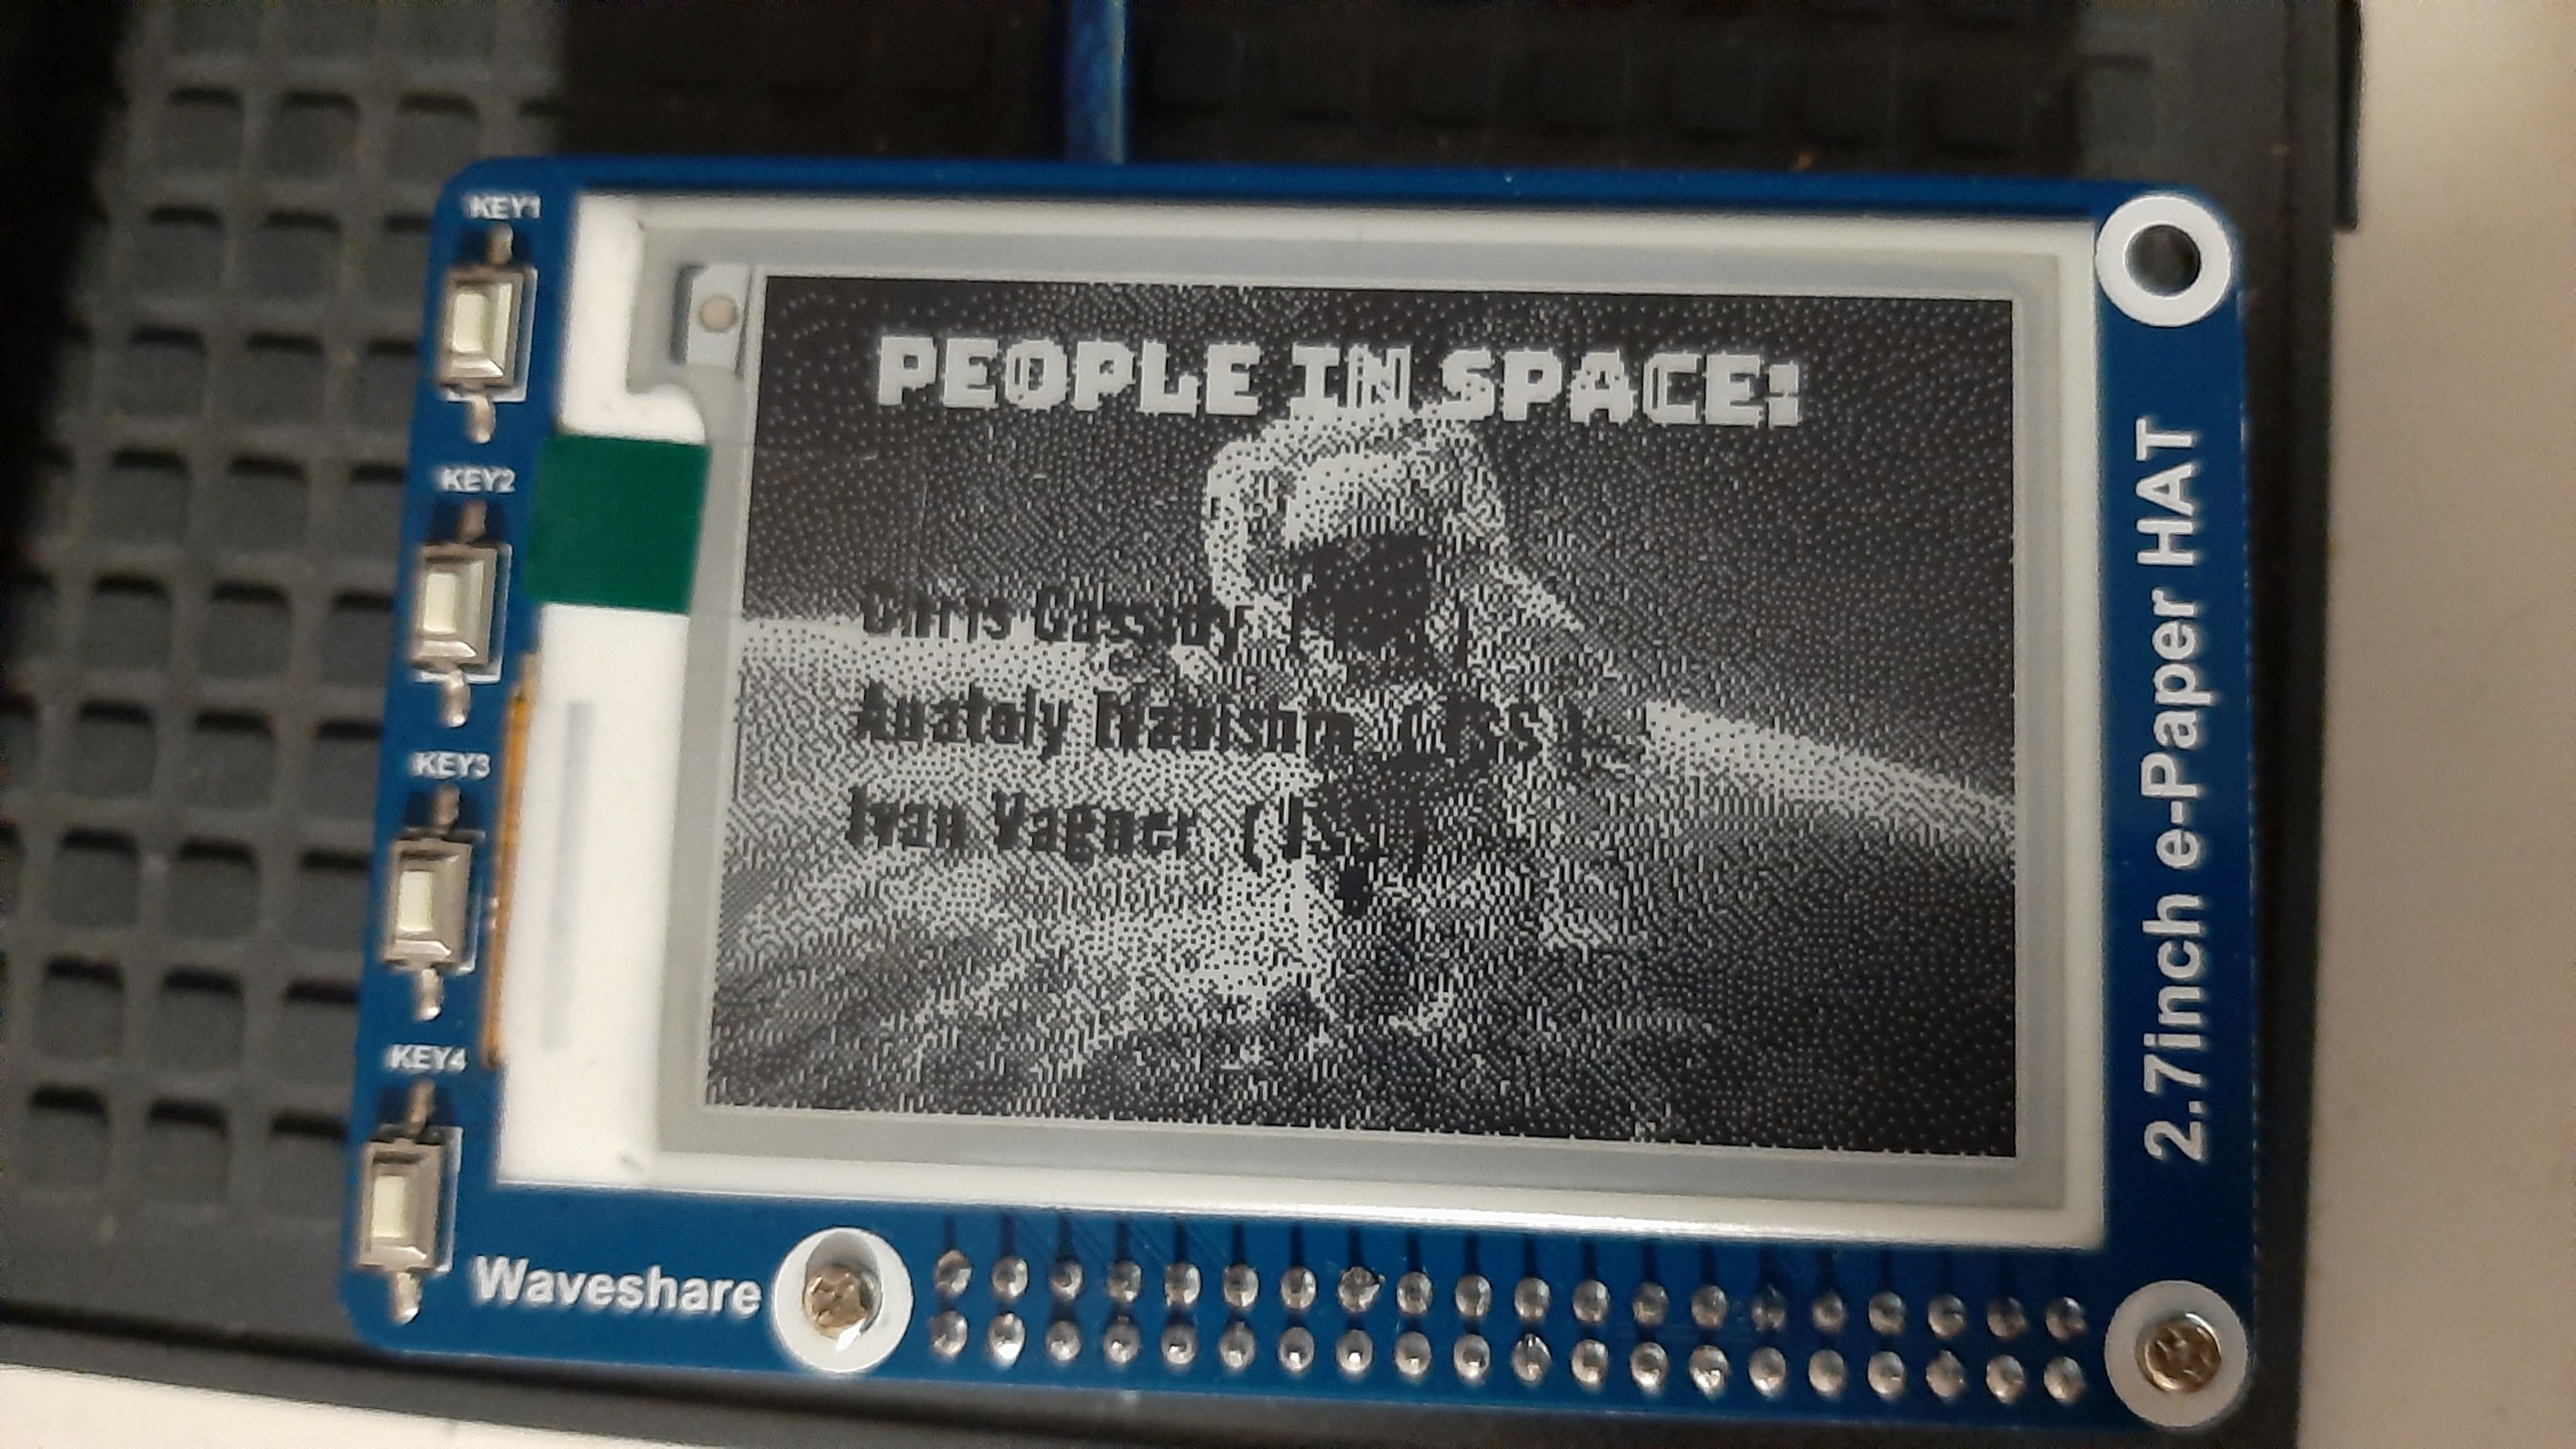 KEY1
PEOPLE IN SPACE:
KEY2
Chris Cassidy (
Anatoly Ivanishin (ISS)
KEY3
Ivan Vagner (ISS)
KEY4
Waveshare
2.7inch e-Paper HAT